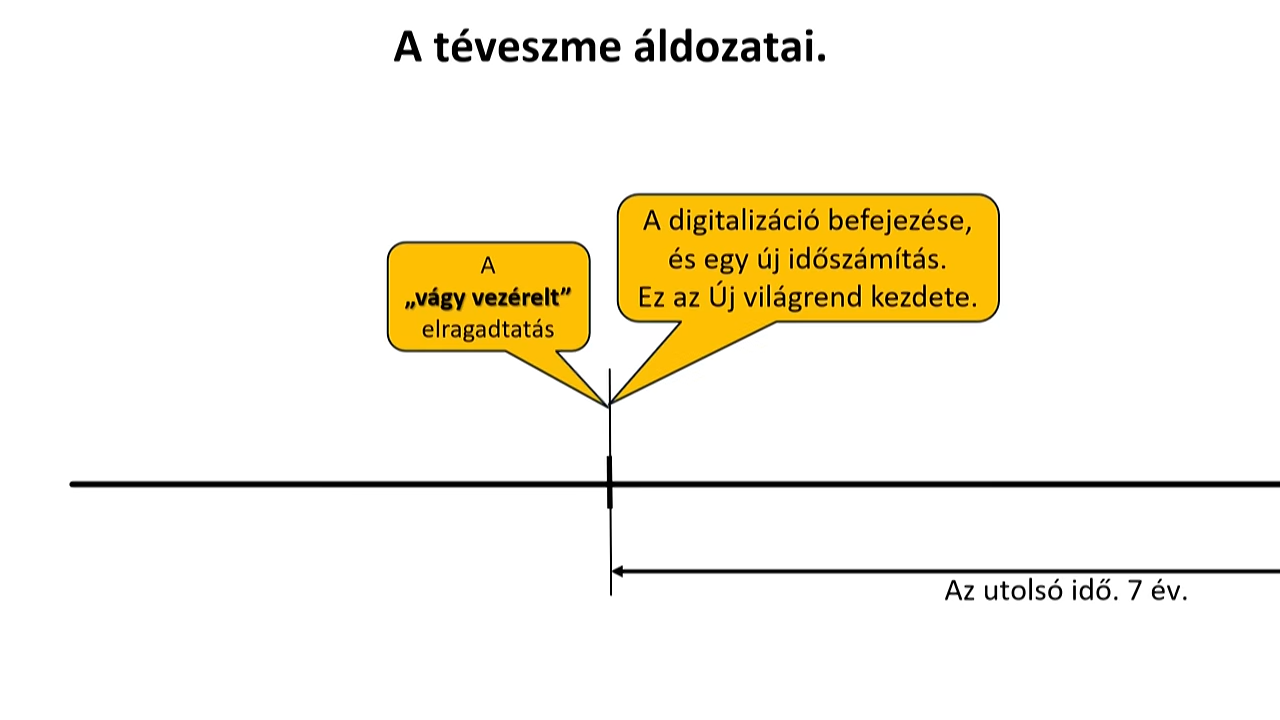 A téveszme áldozatai.
A
„vágy vezérelt”
elragadtatás
A digitalizáció befejezése,
és egy új időszámítás.
Ez az Új világrend kezdete.
Az utolsó idő. 7 év.